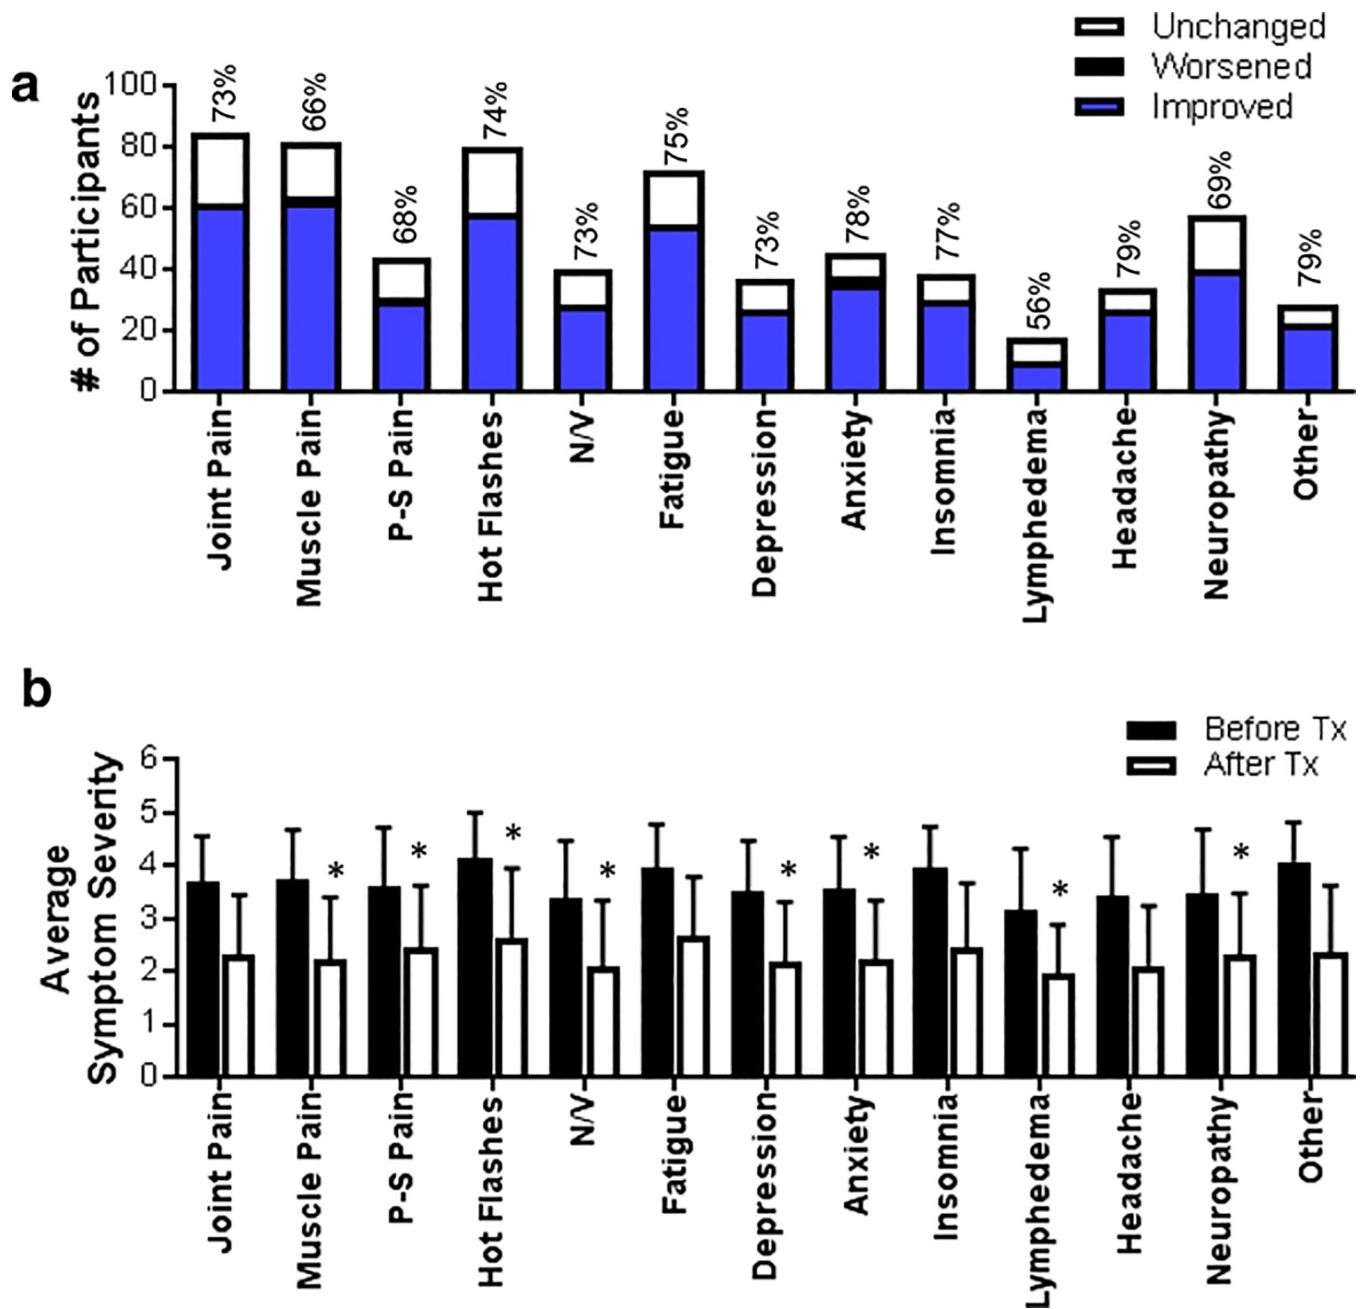 a
Unchanged
Worsened
Improved
# of Participants
100
80
60
40
20
0
73%
66%
68%
74%
73%
75%
73%
78%
77%
56%
79%
69%
79%
Joint Pain
Muscle Pain
P-S Pain
Hot Flashes
N/V
Fatigue
Depression
Anxiety
Insomnia
Lymphedema
Headache
Neuropathy
Other
b
Before Tx
After Tx
Average
Symptom Severity
6
5
4
3
2
1
0
*
*
*
*
*
*
*
*
Joint Pain
Muscle Pain
P-S Pain
Hot Flashes
N/V
Fatigue
Depression
Anxiety
Insomnia
Lymphedema
Headache
Neuropathy
Other